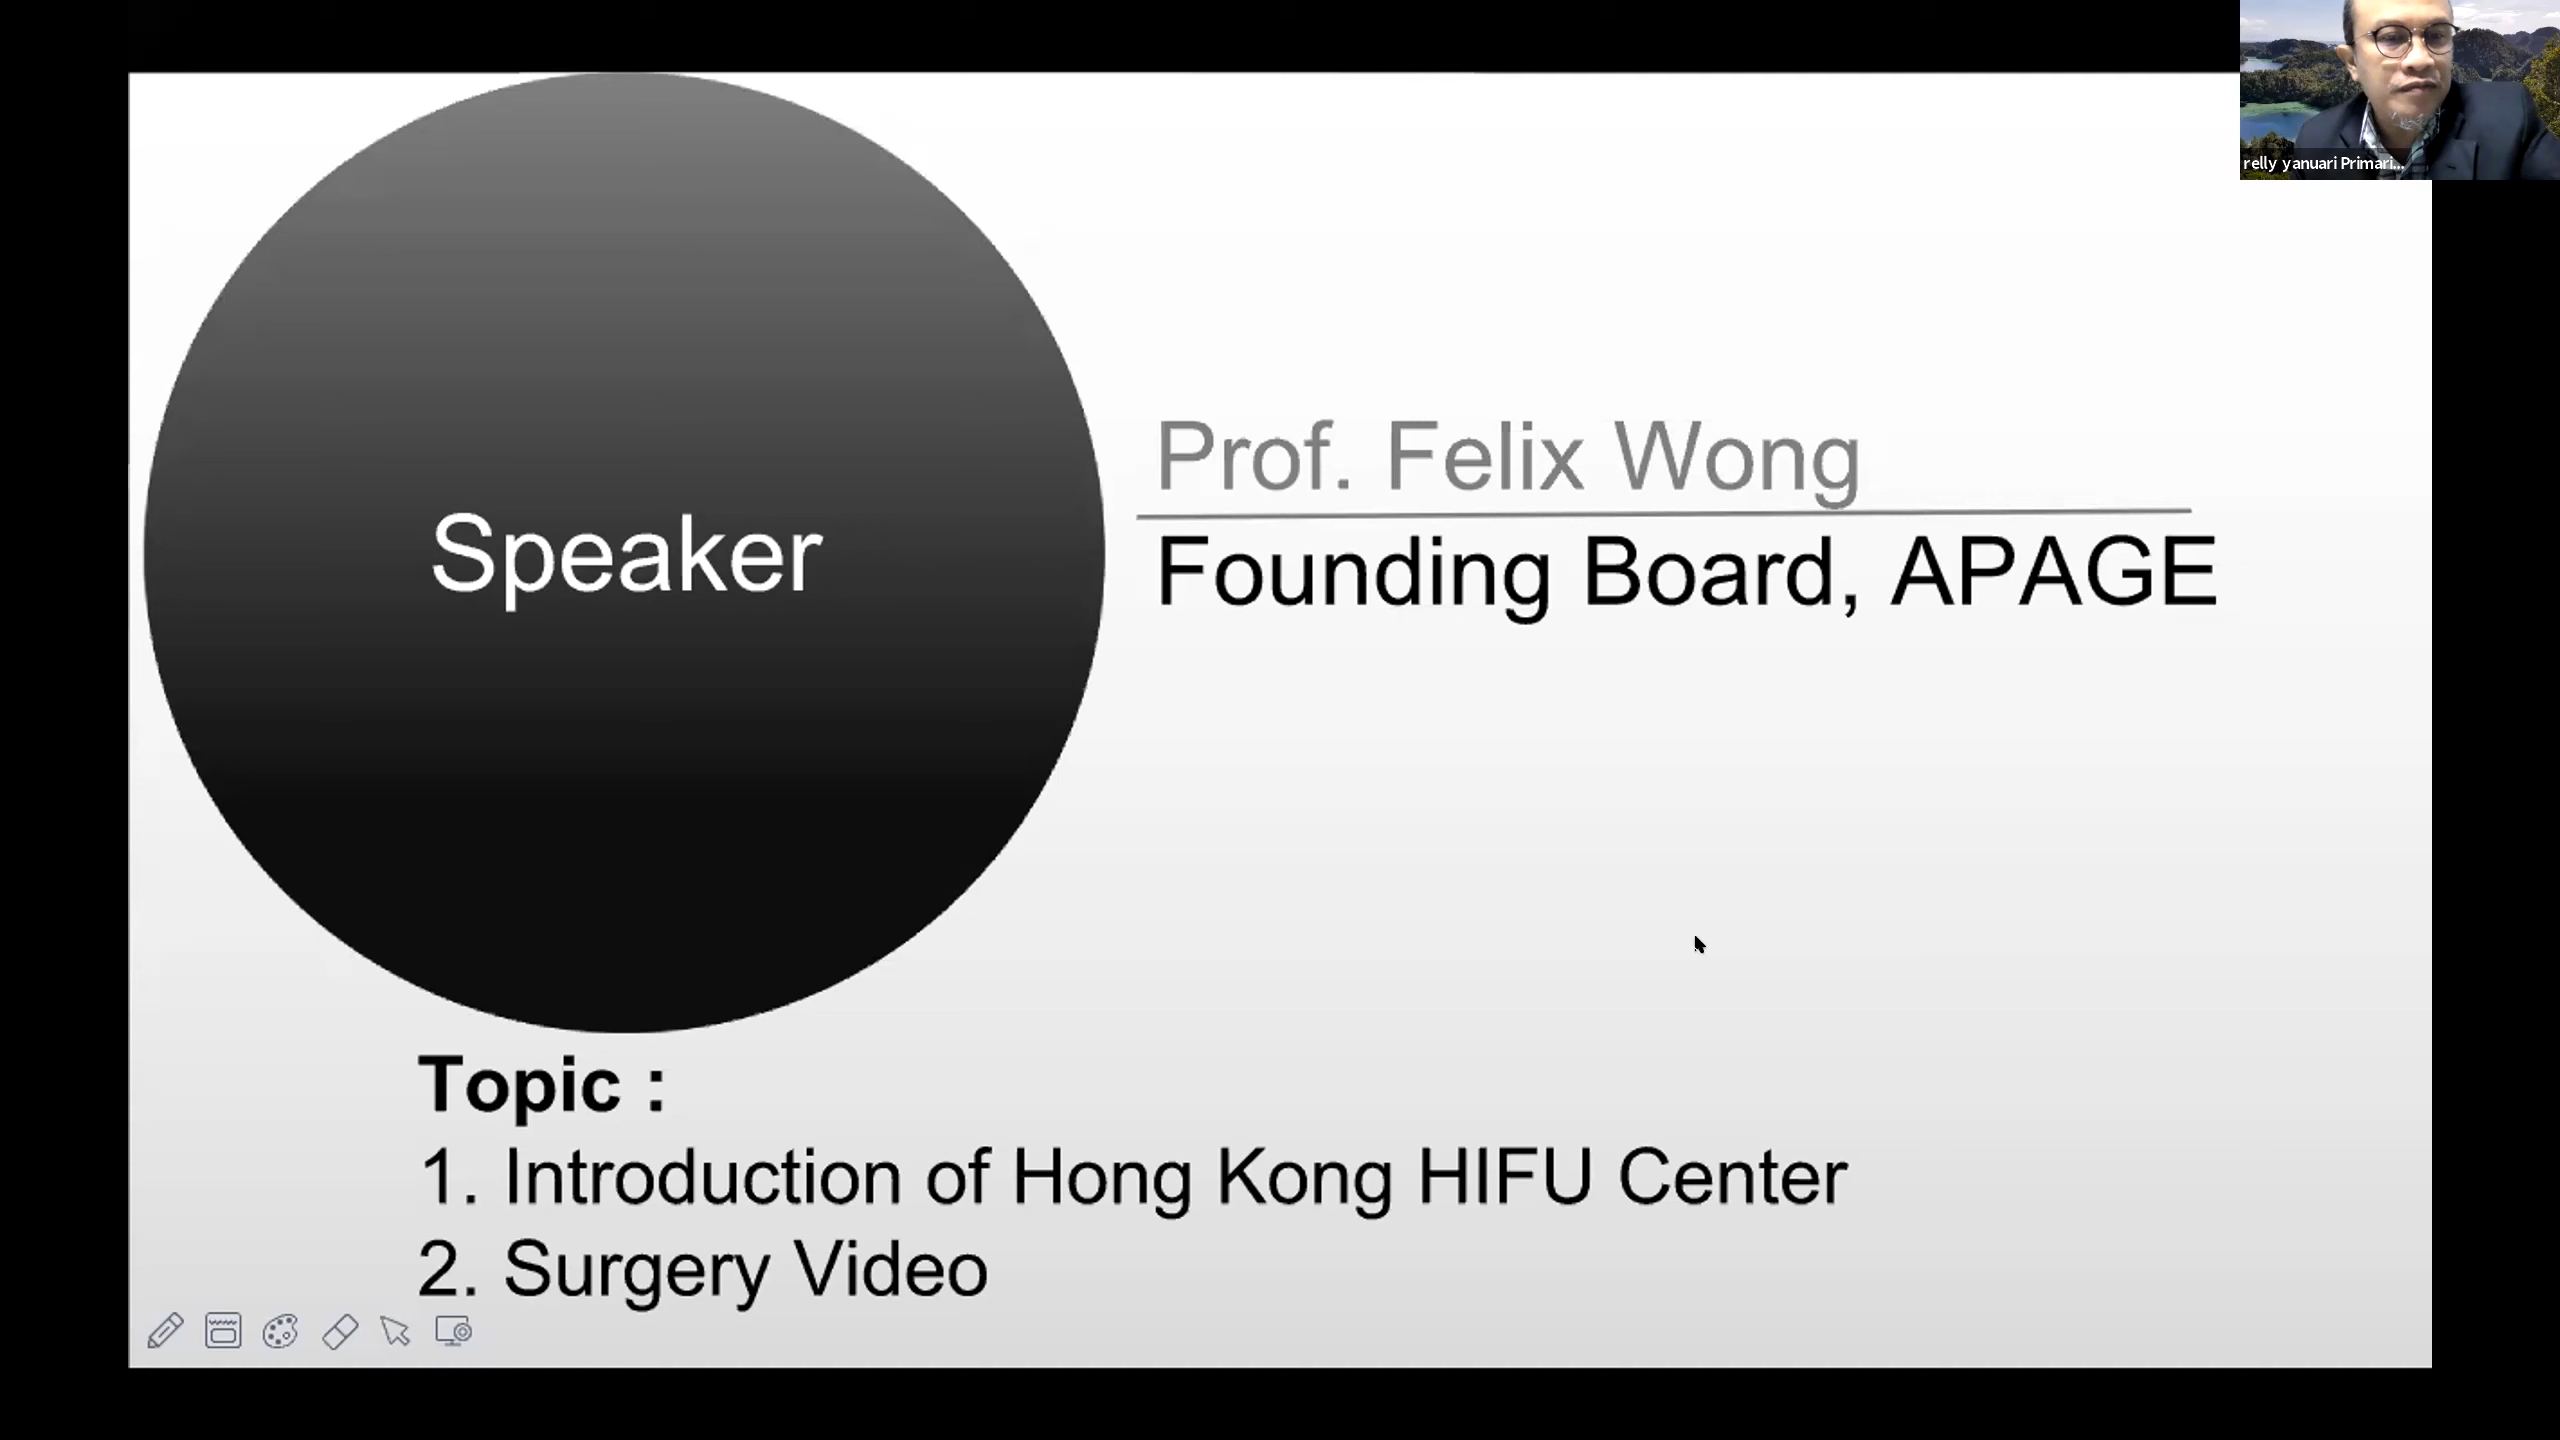 relly yanuari Primari...
Speaker
Prof. Felix Wong
Founding Board, APAGE
Topic :
1. Introduction of Hong Kong HIFU Center
2. Surgery Video